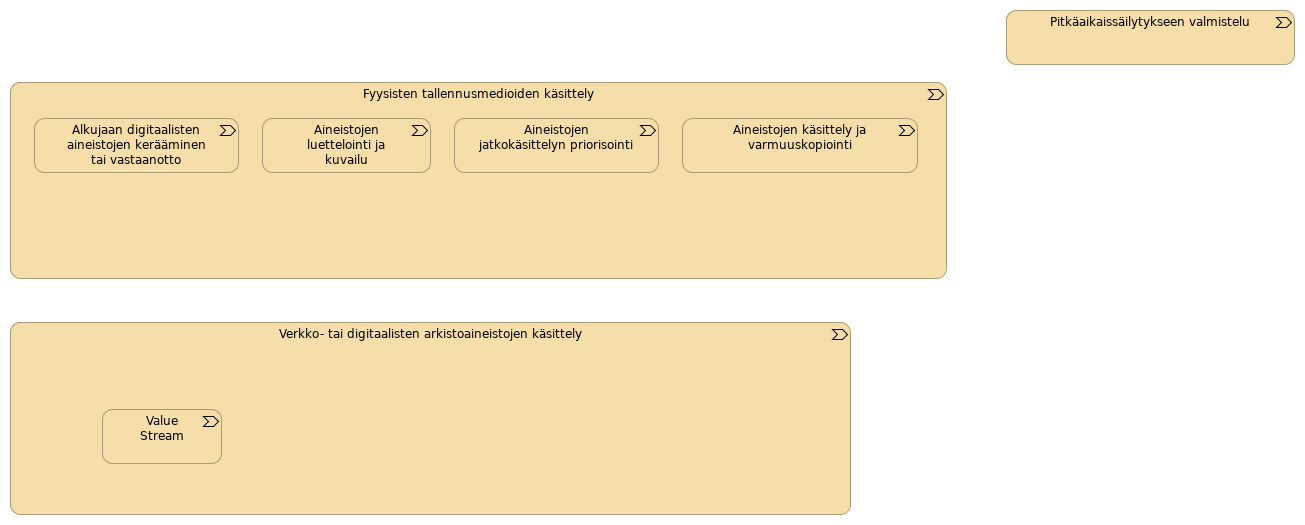 Pitkäaikaissäilytykseen valmistelu
Fyysisten tallennusmedioiden käsittely
Alkujaan digitaalisten
aineistojen kerääminen
tai vastaanotto
Aineistojen
luettelointi ja
kuvailu
Aineistojen
jatkokäsittelyn priorisointi
Aineistojen käsittely ja
varmuuskopiointi
Verkko- tai digitaalisten arkistoaineistojen käsittely
Value
Stream